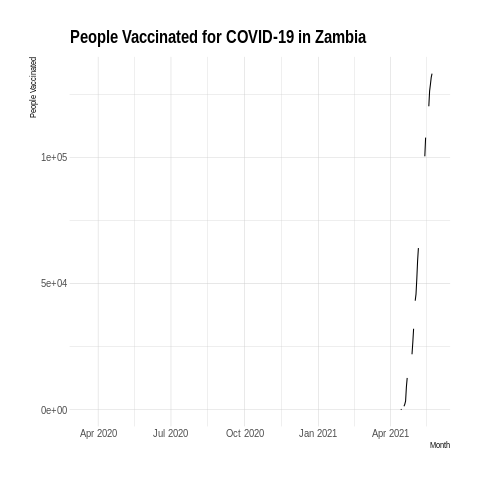 People Vaccinated for COVID-19 in Zambia
People Vaccinated
1e+05
5e+04
0e+00
Apr 2020 Jul 2020 Oct 2020 Jan 2021 Apr 2021
Month